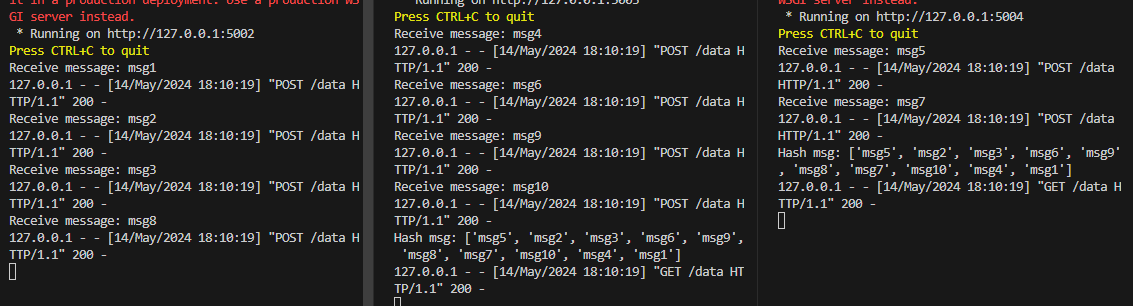 it in a production deployment. Use a production WS
GI server instead.
 * Running on http://127.0.0.1:5002
Press CTRL+C to quit
Receive message: msg1
127.0.0.1 - - [14/May/2024 18:10:19] "POST /data H
TTP/1.1" 200 -
Receive message: msg2
127.0.0.1 - - [14/May/2024 18:10:19] "POST /data H
TTP/1.1" 200 -
Receive message: msg3
127.0.0.1 - - [14/May/2024 18:10:19] "POST /data H
TTP/1.1" 200 -
Receive message: msg8
127.0.0.1 - - [14/May/2024 18:10:19] "POST /data H
TTP/1.1" 200 -
 * Running on http://127.0.0.1:5003
Press CTRL+C to quit
Receive message: msg4
127.0.0.1 - - [14/May/2024 18:10:19] "POST /data H
TTP/1.1" 200 -
Receive message: msg6
127.0.0.1 - - [14/May/2024 18:10:19] "POST /data H
TTP/1.1" 200 -
Receive message: msg9
127.0.0.1 - - [14/May/2024 18:10:19] "POST /data H
TTP/1.1" 200 -
Receive message: msg10
127.0.0.1 - - [14/May/2024 18:10:19] "POST /data H
TTP/1.1" 200 -
Hash msg: ['msg5', 'msg2', 'msg3', 'msg6', 'msg9',
 'msg8', 'msg7', 'msg10', 'msg4', 'msg1']
127.0.0.1 - - [14/May/2024 18:10:19] "GET /data HT
TP/1.1" 200 -
WSGI server instead.
 * Running on http://127.0.0.1:5004
Press CTRL+C to quit
Receive message: msg5
127.0.0.1 - - [14/May/2024 18:10:19] "POST /data
HTTP/1.1" 200 -
Receive message: msg7
127.0.0.1 - - [14/May/2024 18:10:19] "POST /data
HTTP/1.1" 200 -
Hash msg: ['msg5', 'msg2', 'msg3', 'msg6', 'msg9'
, 'msg8', 'msg7', 'msg10', 'msg4', 'msg1']
127.0.0.1 - - [14/May/2024 18:10:19] "GET /data H
TTP/1.1" 200 -